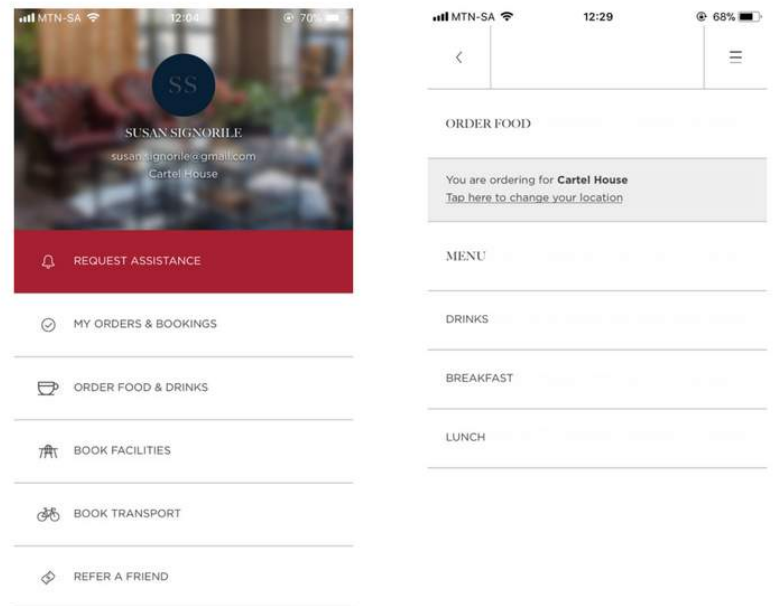 MTN-SA
12:04
70%
SS
SUSAN SIGNORILE
susan.signorile@gmail.com
Cartel House
REQUEST ASSISTANCE
MY ORDERS & BOOKINGS
ORDER FOOD & DRINKS
BOOK FACILITIES
BOOK TRANSPORT
REFER A FRIEND
MTN-SA
12:29
68%
ORDER FOOD
You are ordering for Cartel House
Tap here to change your location
MENU
DRINKS
BREAKFAST
LUNCH